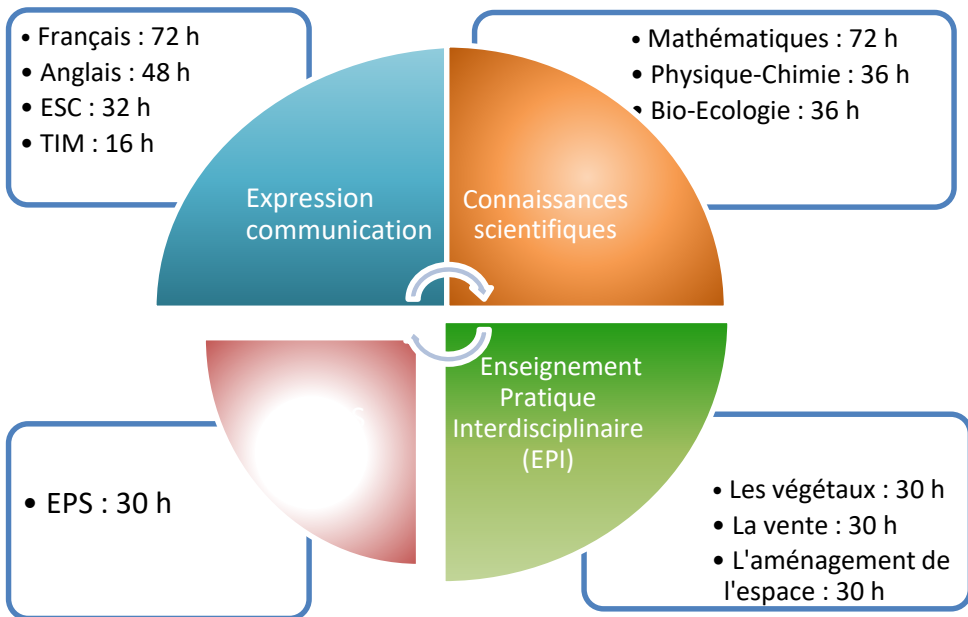 • Français : 72 h
• Anglais : 48 h
• ESC : 32 h
• TIM : 16 h
• Mathématiques : 72 h
• Physique-Chimie : 36 h
• Bio-Ecologie : 36 h
Expression
communication
Connaissances
scientifiques
Enseignement
Pratique
Interdisciplinaire
(EPI)
• EPS : 30 h
• Les végétaux : 30 h
• La vente : 30 h
• L'aménagement de
l'espace : 30 h